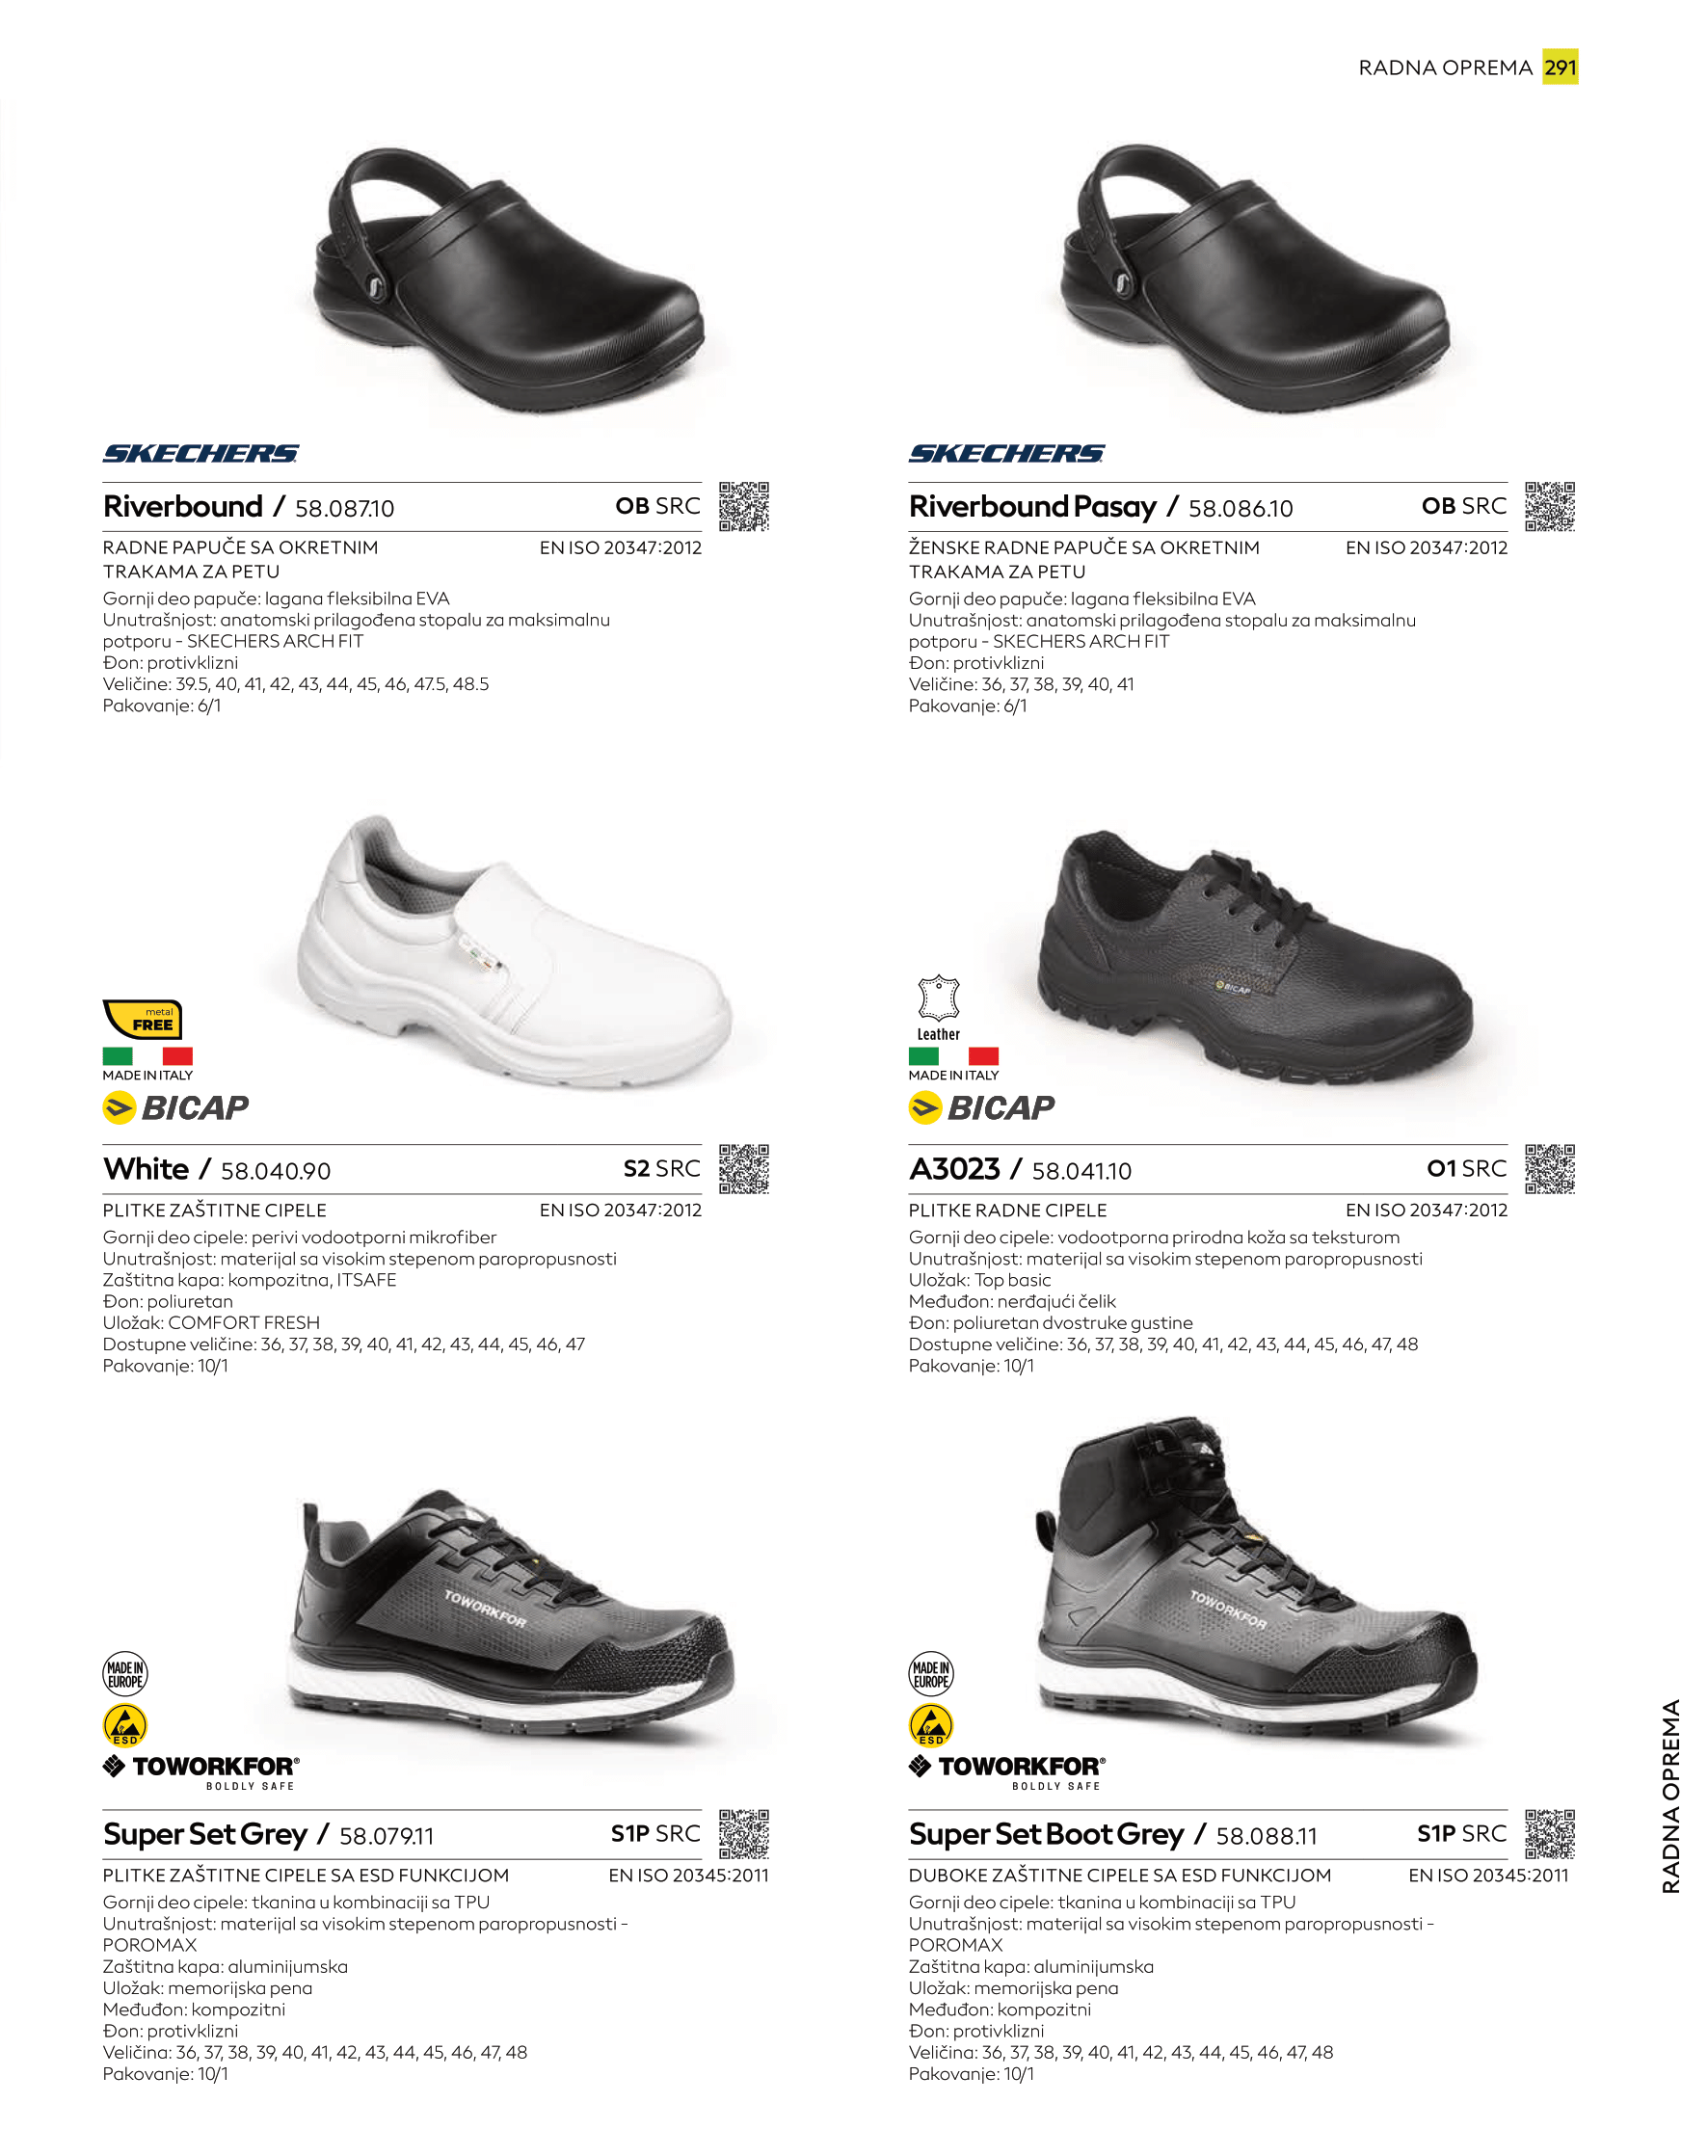 RADNA OPREMA 291
SKECHERS
Riverbound / 58.087.10 OB SRC
RADNE PAPUČE SA OKRETNIM EN ISO 20347:2012
TRAKAMA ZA PETU
Gornji deo papuče: lagana fleksibilna EVA
Unutrašnjost: anatomski prilagođena stopalu za maksimalnu
potporu - SKECHERS ARCH FIT
Đon: protivklizni
Veličine: 39.5, 40, 41, 42, 43, 44, 45, 46, 47.5, 48.5
Pakovanje: 6/1
SKECHERS
Riverbound Pasay / 58.086.10 OB SRC
ŽENSKE RADNE PAPUČE SA OKRETNIM EN ISO 20347:2012
TRAKAMA ZA PETU
Gornji deo papuče: lagana fleksibilna EVA
Unutrašnjost: anatomski prilagođena stopalu za maksimalnu
potporu - SKECHERS ARCH FIT
Đon: protivklizni
Veličine: 36, 37, 38, 39, 40, 41
Pakovanje: 6/1
metal
FREE
MADE IN ITALY
BICAP
White / 58.040.90 S2 SRC
PLITKE ZAŠTITNE CIPELE EN ISO 20347:2012
Gornji deo cipele: perivi vodootporni mikrofiber
Unutrašnjost: materijal sa visokim stepenom paropropusnosti
Zaštitna kapa: kompozitna, ITSAFE
Đon: poliuretan
Uložak: COMFORT FRESH
Dostupne veličine: 36, 37, 38, 39, 40, 41, 42, 43, 44, 45, 46, 47
Pakovanje: 10/1
BICAP
Leather
MADE IN ITALY
BICAP
A3023 / 58.041.10 O1 SRC
PLITKE RADNE CIPELE EN ISO 20347:2012
Gornji deo cipele: vodootporna prirodna koža sa teksturom
Unutrašnjost: materijal sa visokim stepenom paropropusnosti
Uložak: Top basic
Međuđon: nerđajući čelik
Đon: poliuretan dvostruke gustine
Dostupne veličine: 36, 37, 38, 39, 40, 41, 42, 43, 44, 45, 46, 47, 48
Pakovanje: 10/1
TOWORKFOR
MADE IN
EUROPE
ESD
TOWORKFOR®
BOLDLY SAFE
Super Set Grey / 58.079.11 S1P SRC
PLITKE ZAŠTITNE CIPELE SA ESD FUNKCIJOM EN ISO 20345:2011
Gornji deo cipele: tkanina u kombinaciji sa TPU
Unutrašnjost: materijal sa visokim stepenom paropropusnosti -
POROMAX
Zaštitna kapa: aluminijumska
Uložak: memorijska pena
Međuđon: kompozitni
Đon: protivklizni
Veličina: 36, 37, 38, 39, 40, 41, 42, 43, 44, 45, 46, 47, 48
Pakovanje: 10/1
TOWORKFOR
MADE IN
EUROPE
ESD
TOWORKFOR®
BOLDLY SAFE
Super Set Boot Grey / 58.088.11 S1P SRC
DUBOKE ZAŠTITNE CIPELE SA ESD FUNKCIJOM EN ISO 20345:2011
Gornji deo cipele: tkanina u kombinaciji sa TPU
Unutrašnjost: materijal sa visokim stepenom paropropusnosti -
POROMAX
Zaštitna kapa: aluminijumska
Uložak: memorijska pena
Međuđon: kompozitni
Đon: protivklizni
Veličina: 36, 37, 38, 39, 40, 41, 42, 43, 44, 45, 46, 47, 48
Pakovanje: 10/1
RADNA OPREMA